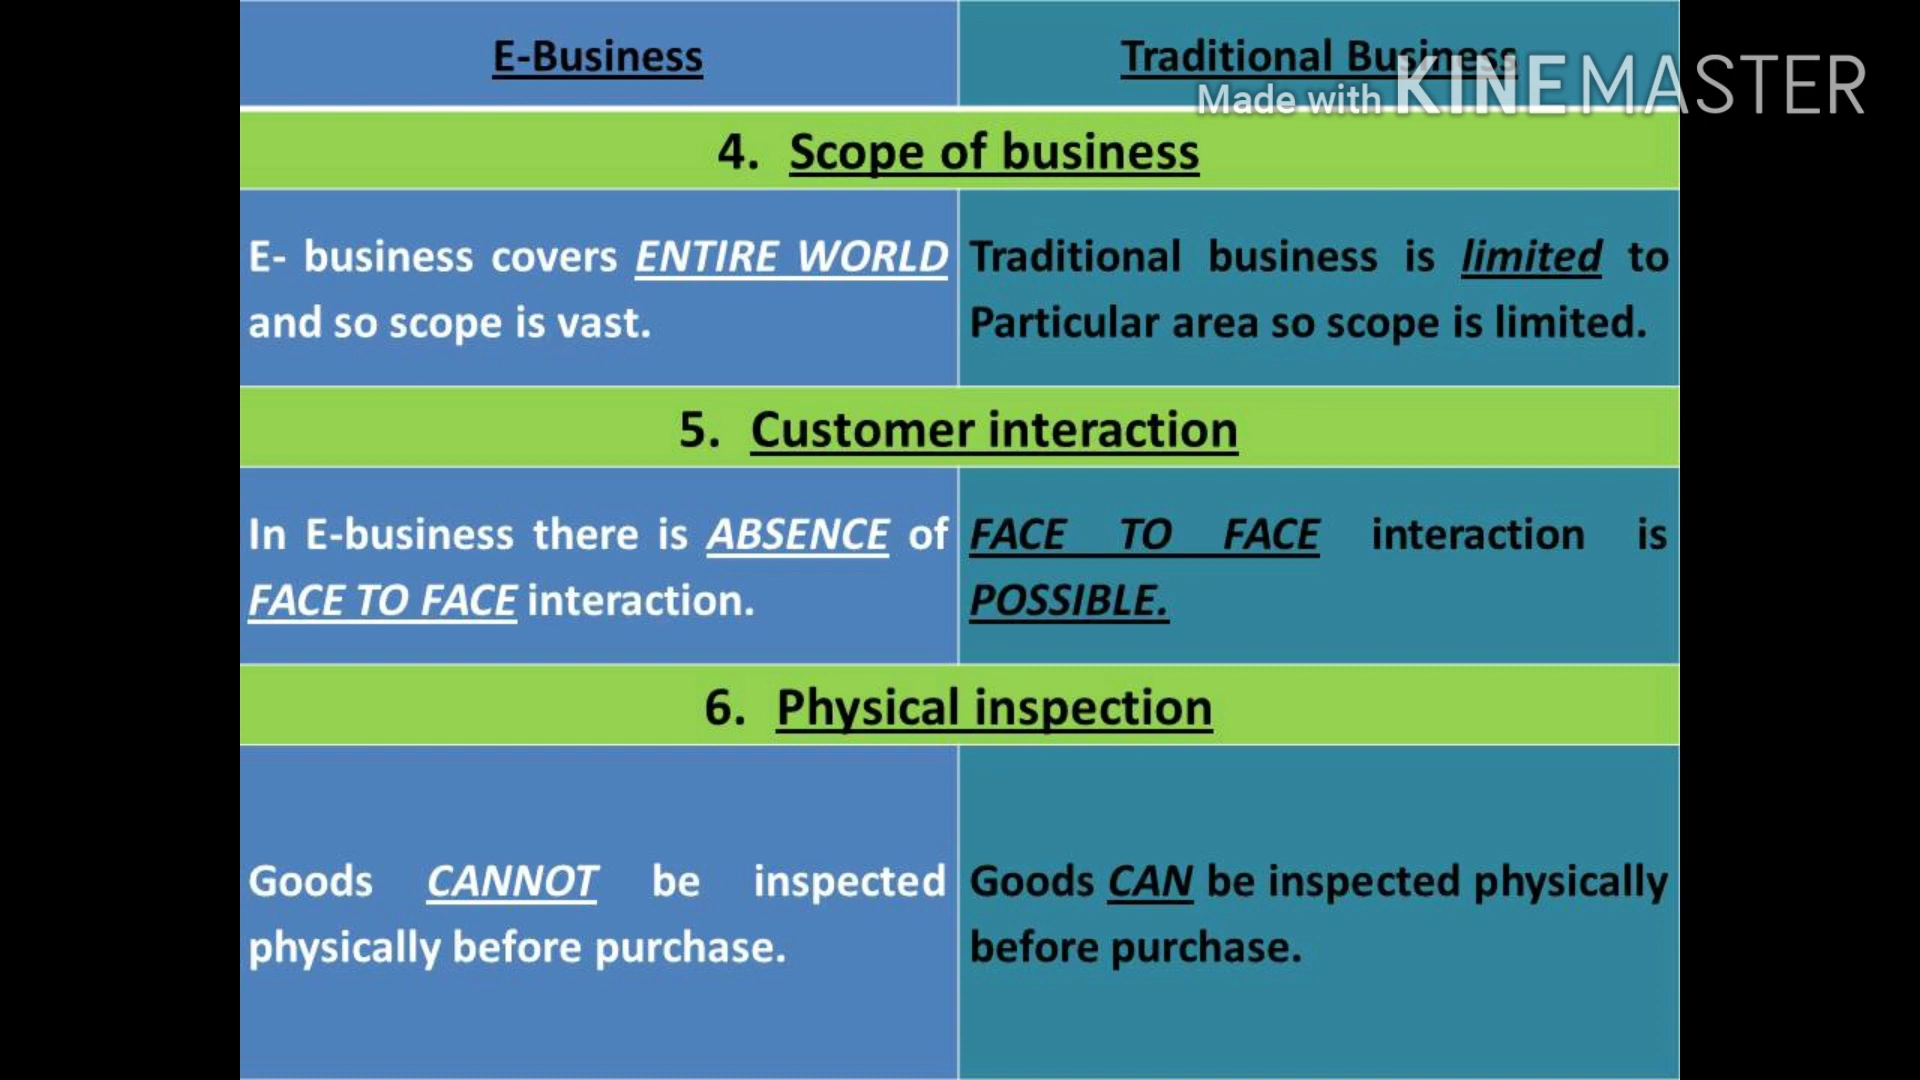 E-Business
Traditional Business
Made with KINEMASTER
4. Scope of business
E- business covers ENTIRE WORLD
and so scope is vast.
Traditional business is limited to
Particular area so scope is limited.
5. Customer interaction
In E-business there is ABSENCE of
FACE TO FACE interaction.
FACE TO FACE interaction is
POSSIBLE.
6. Physical inspection
Goods CANNOT be inspected
physically before purchase.
Goods CAN be inspected physically
before purchase.